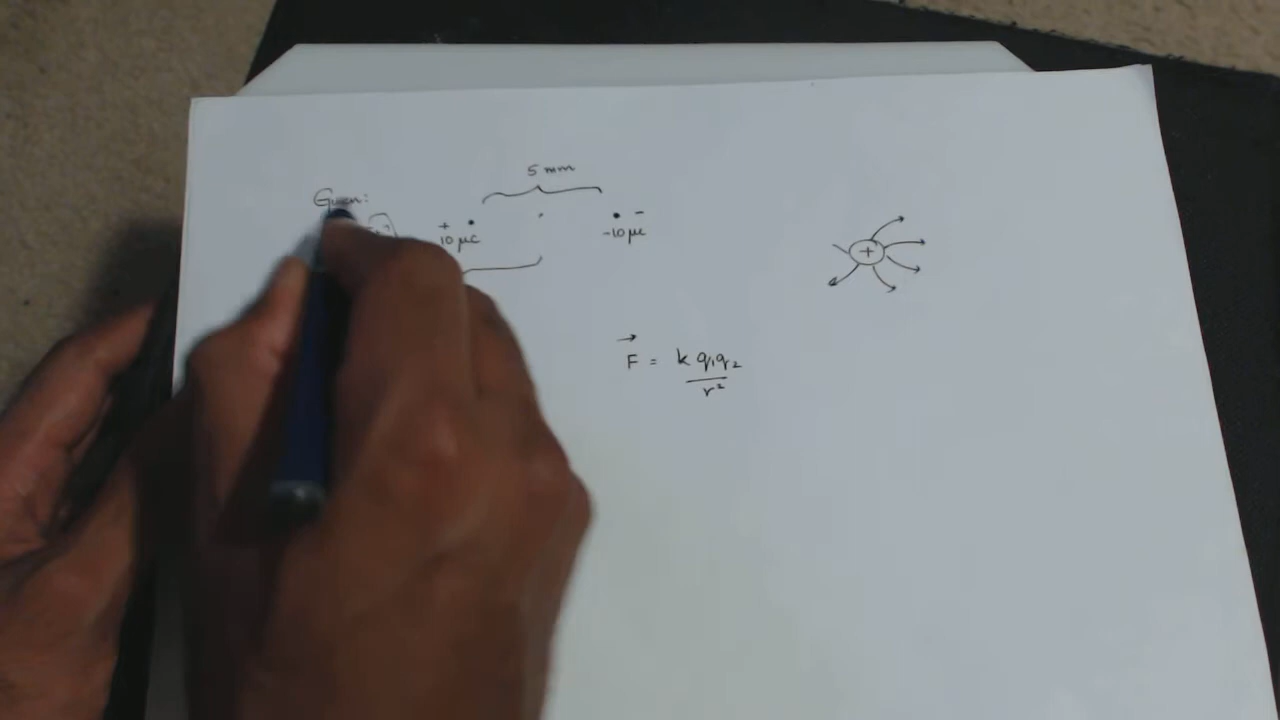 5 mm
Given:
+ • • • -
10 μC -10 μC
+
F = k q₁q₂
r²